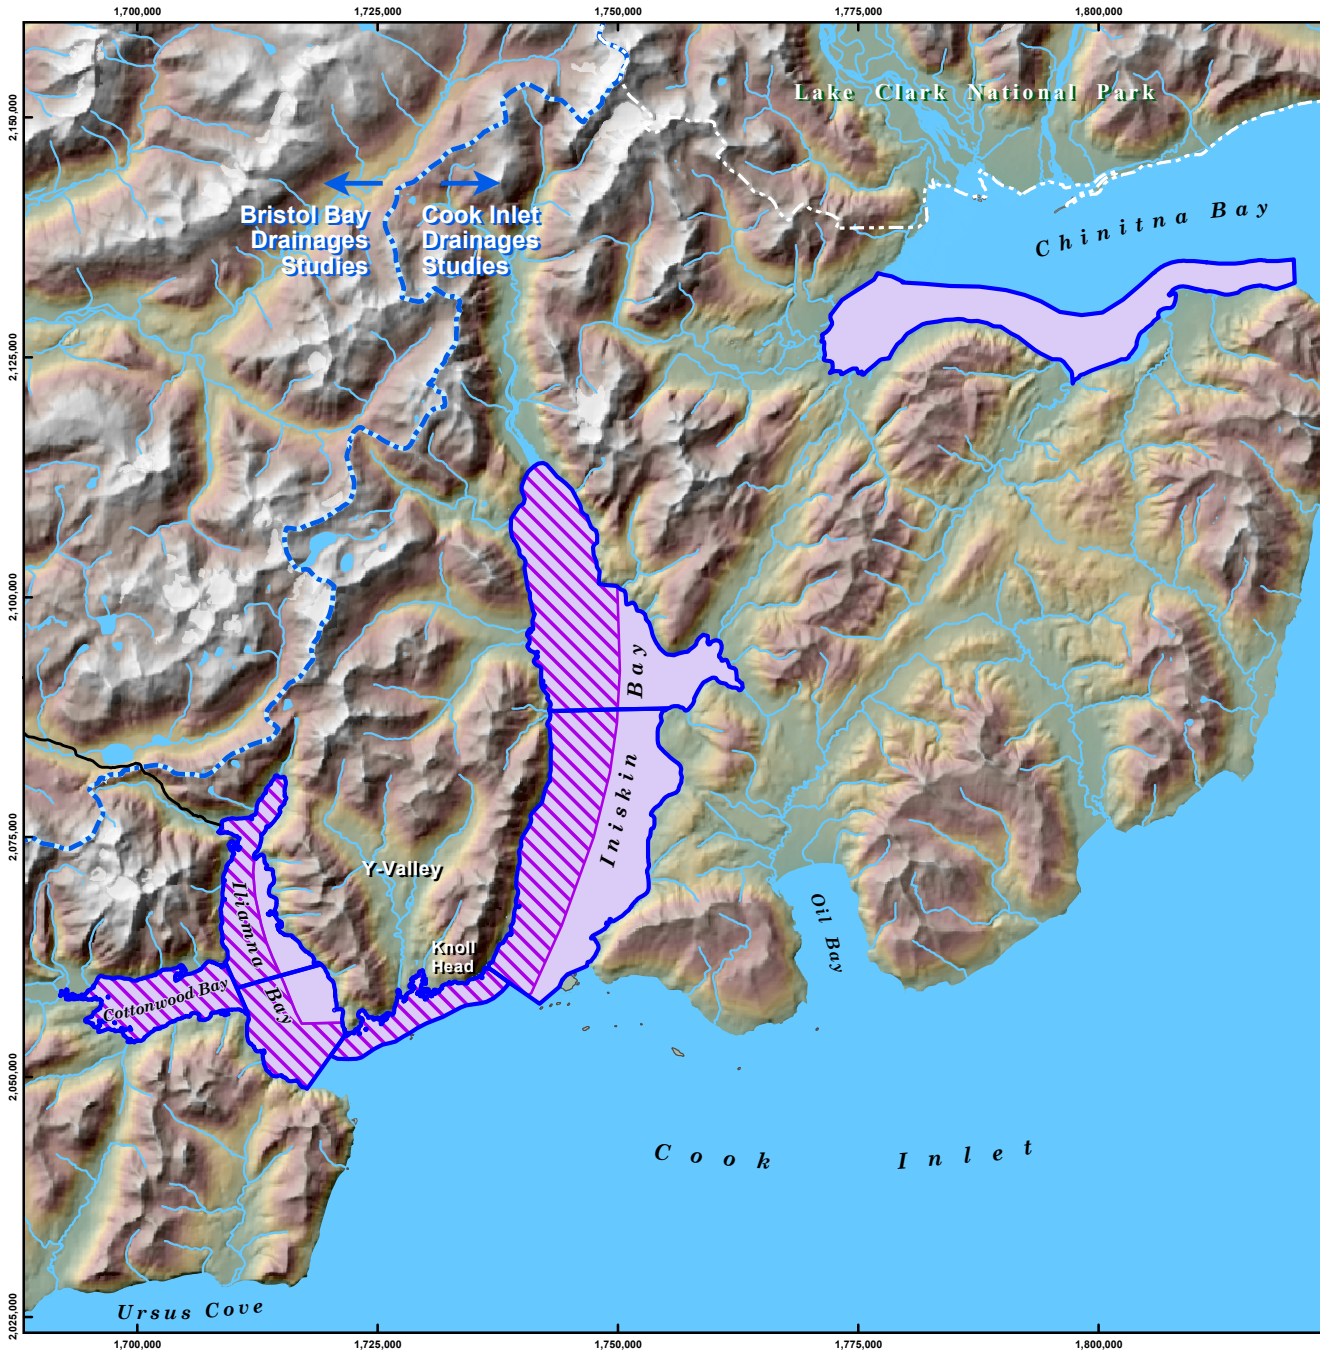 1,700,000 1,725,000 1,750,000 1,775,000 1,800,000
2,150,000
Lake Clark National Park
Chinitna Bay
Bristol Bay
Drainages
Studies
Cook Inlet
Drainages
Studies
2,125,000
2,100,000
Iniskin Bay
2,075,000
Y-Valley
Iliamna Bay
Oil Bay
Knoll
Head
Cottonwood Bay
2,050,000
Cook Inlet
Ursus Cove
2,025,000
1,700,000 1,725,000 1,750,000 1,775,000 1,800,000